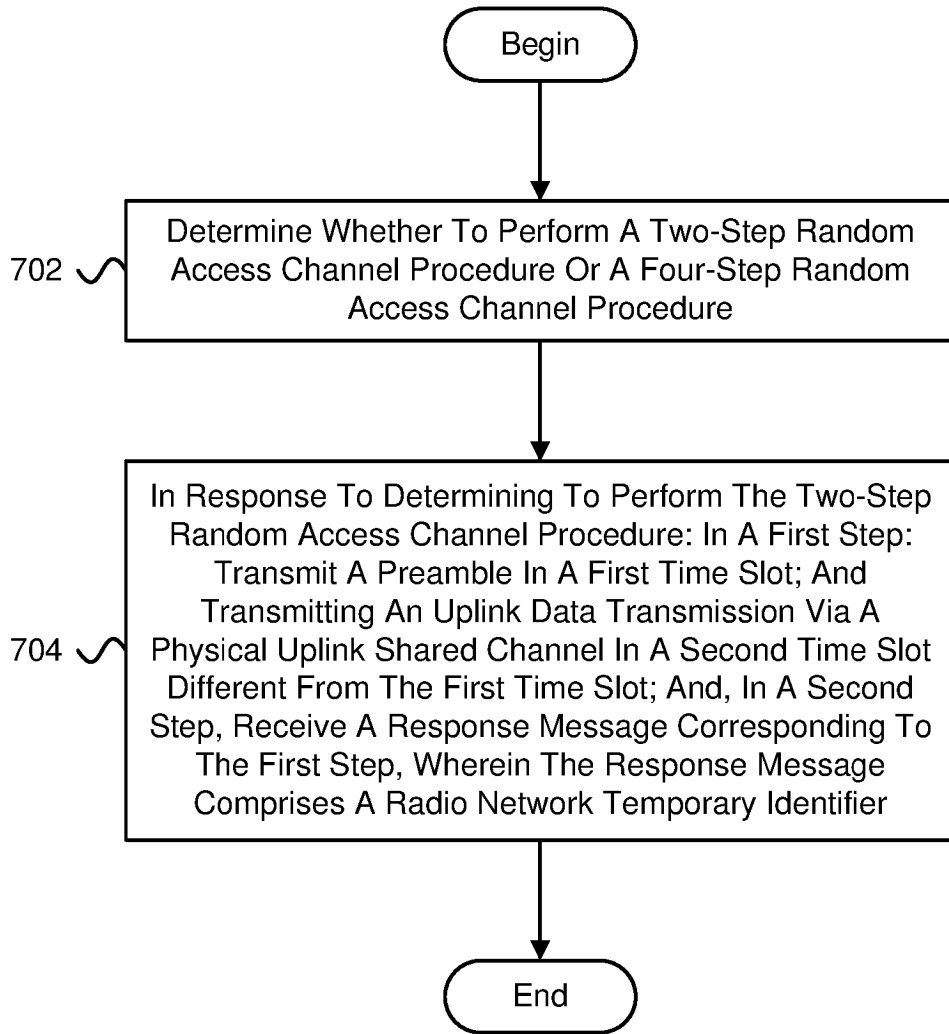 Begin
702
Determine Whether To Perform A Two-Step Random
Access Channel Procedure Or A Four-Step Random
Access Channel Procedure
704
In Response To Determining To Perform The Two-Step
Random Access Channel Procedure: In A First Step:
Transmit A Preamble In A First Time Slot; And
Transmitting An Uplink Data Transmission Via A
Physical Uplink Shared Channel In A Second Time Slot
Different From The First Time Slot; And, In A Second
Step, Receive A Response Message Corresponding To
The First Step, Wherein The Response Message
Comprises A Radio Network Temporary Identifier
End